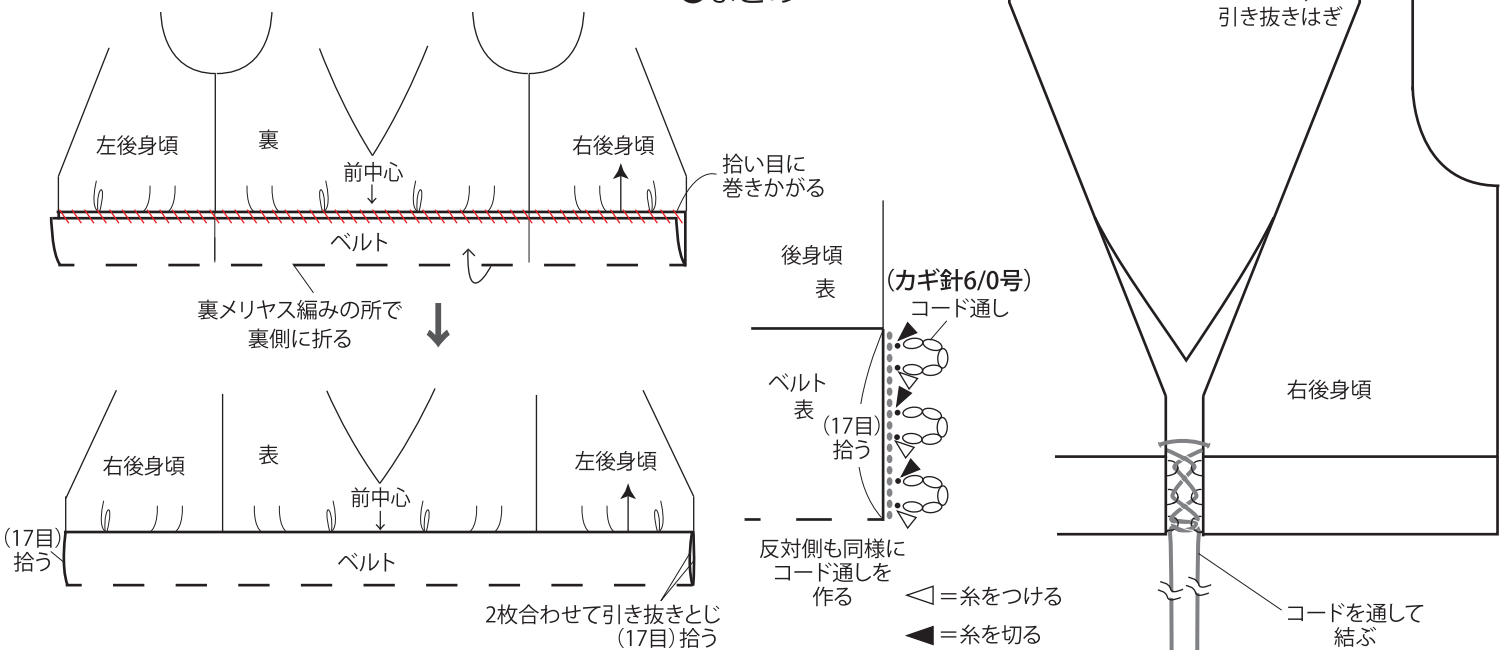 引き抜きはぎ
左後身頃
裏
前中心
右後身頃
拾い目に
巻きかがる
ベルト
裏メリヤス編みの所で
裏側に折る
右後身頃
表
前中心
左後身頃
(17目)
拾う
ベルト
2枚合わせて引き抜きとじ
(17目)拾う
後身頃
表
(カギ針6/0号)
コード通し
ベルト
表
(17目)
拾う
反対側も同様に
コード通しを
作る
=糸をつける
=糸を切る
右後身頃
コードを通して
結ぶ